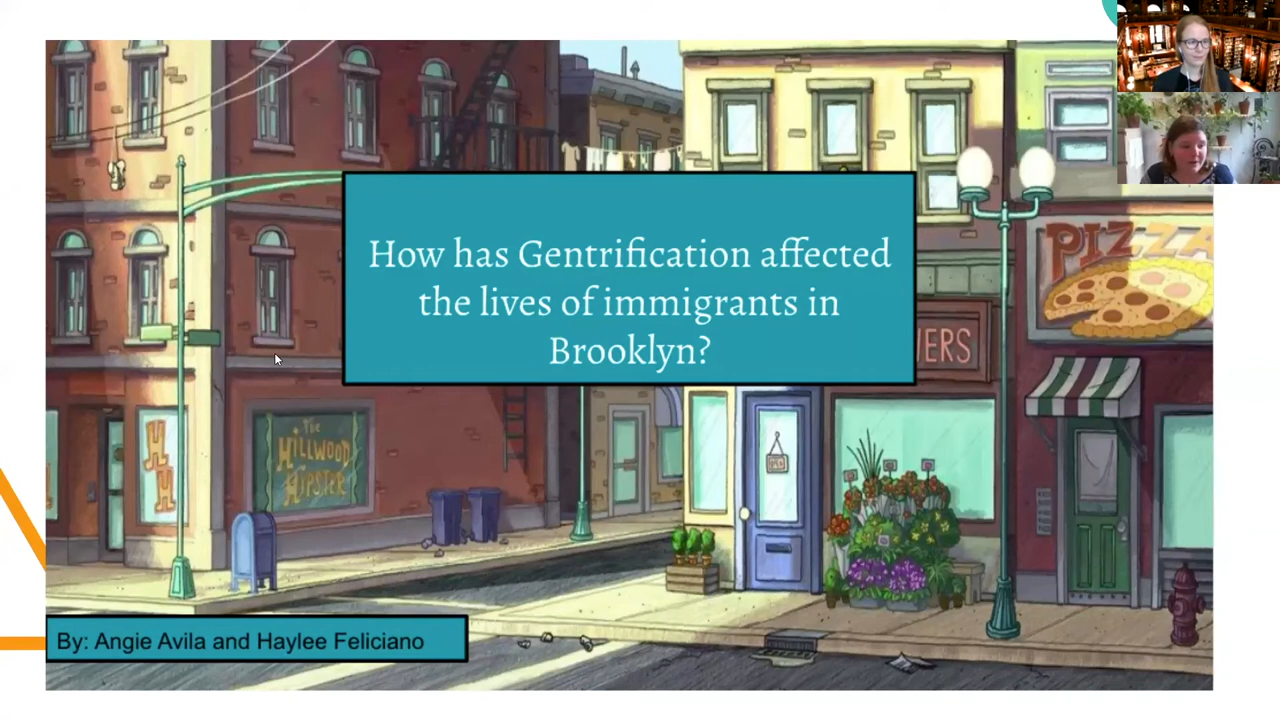 How has Gentrification affected
the lives of immigrants in
Brooklyn?
PIZZA
The
HILLWOOD
HIPSTER
HH
By: Angie Avila and Haylee Feliciano